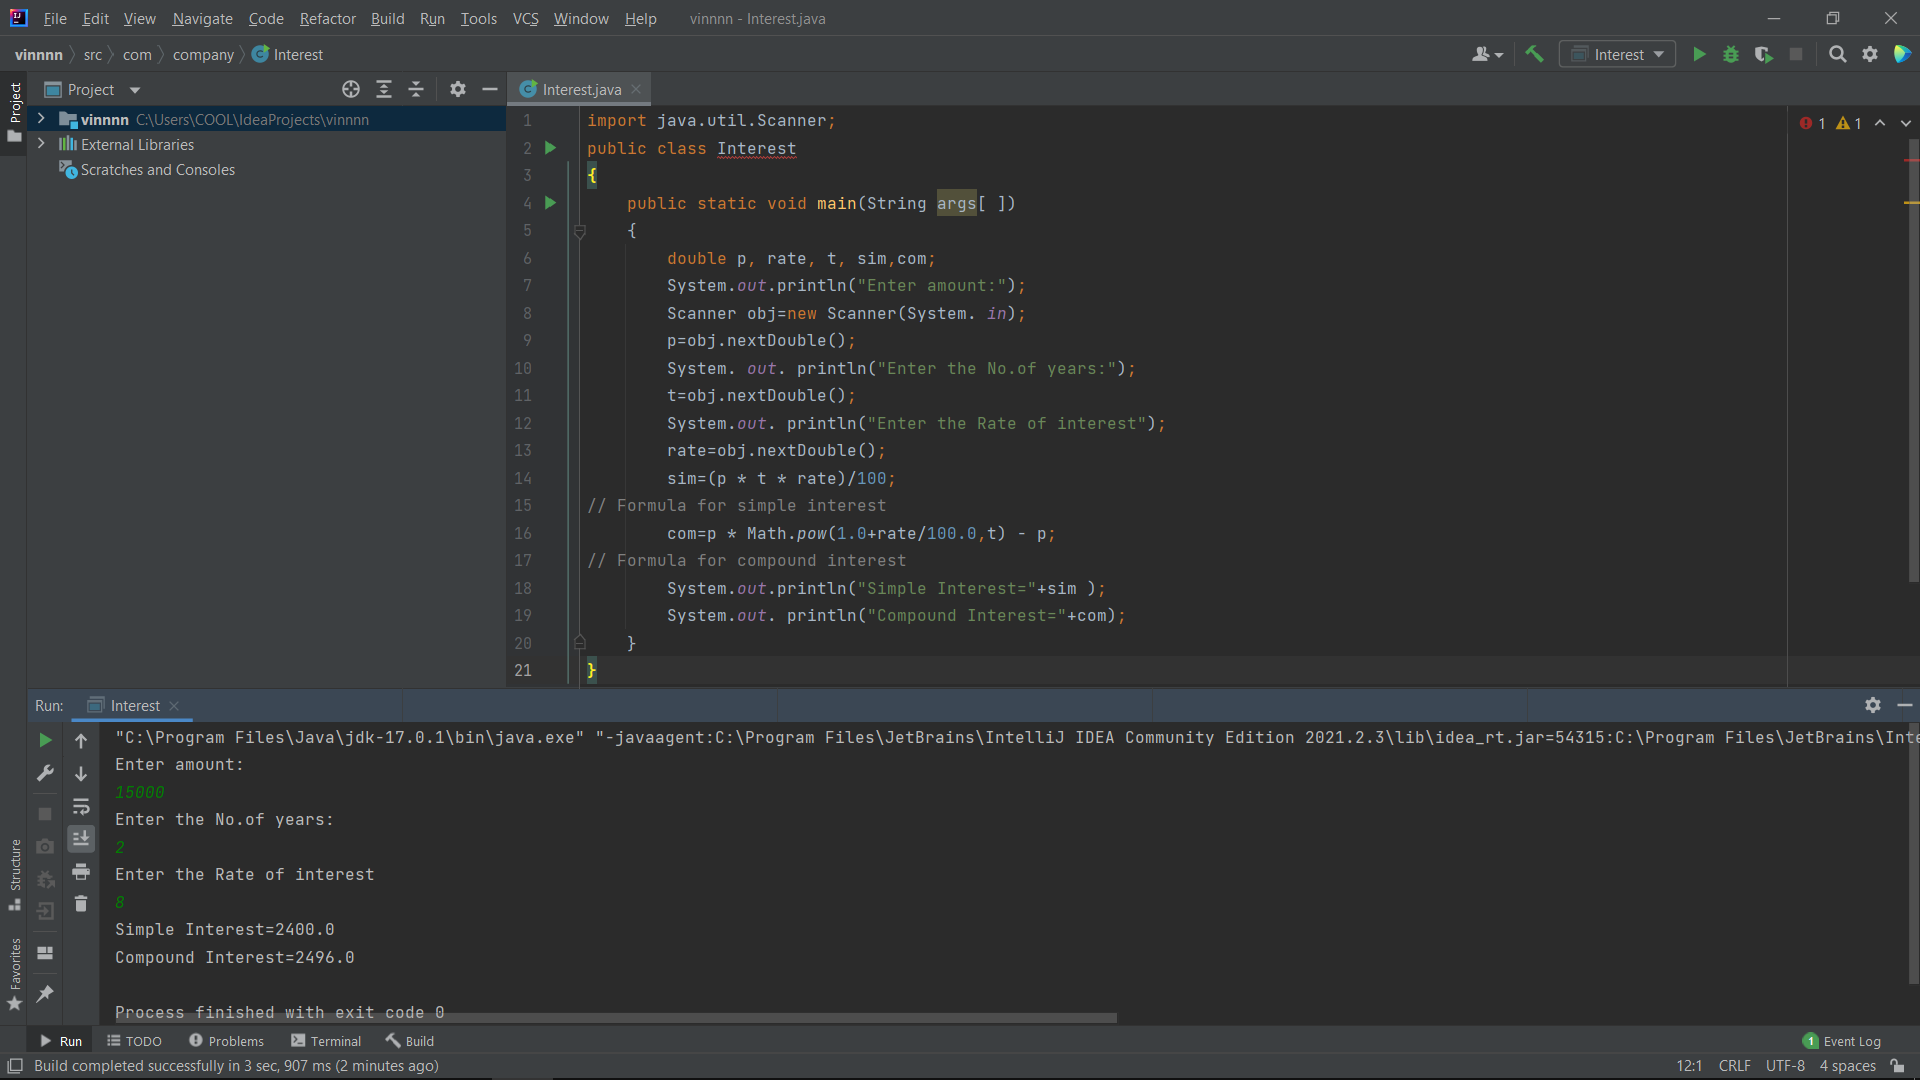 File Edit View Navigate Code Refactor Build Run Tools VCS Window Help vinnnn - Interest.java
vinnnn src com company Interest
Interest
Project
Project
Interest.java
vinnnn C:\Users\COOL\IdeaProjects\vinnnn
External Libraries
Scratches and Consoles
1 1
1 import java.util.Scanner;
2 public class Interest
3 {
4 public static void main(String args[ ])
5 {
6 double p, rate, t, sim,com;
7 System.out.println("Enter amount:");
8 Scanner obj=new Scanner(System. in);
9 p=obj.nextDouble();
10 System. out. println("Enter the No.of years:");
11 t=obj.nextDouble();
12 System.out. println("Enter the Rate of interest");
13 rate=obj.nextDouble();
14 sim=(p * t * rate)/100;
15 // Formula for simple interest
16 com=p * Math.pow(1.0+rate/100.0,t) - p;
17 // Formula for compound interest
18 System.out.println("Simple Interest="+sim );
19 System.out. println("Compound Interest="+com);
20 }
21 }
Run: Interest
"C:\Program Files\Java\jdk-17.0.1\bin\java.exe" "-javaagent:C:\Program Files\JetBrains\IntelliJ IDEA Community Edition 2021.2.3\lib\idea_rt.jar=54315:C:\Program Files\JetBrains\Inte
Enter amount:
15000
Enter the No.of years:
2
Enter the Rate of interest
8
Simple Interest=2400.0
Compound Interest=2496.0
Process finished with exit code 0
Structure
Favorites
Run TODO Problems Terminal Build 1 Event Log
Build completed successfully in 3 sec, 907 ms (2 minutes ago) 12:1 CRLF UTF-8 4 spaces